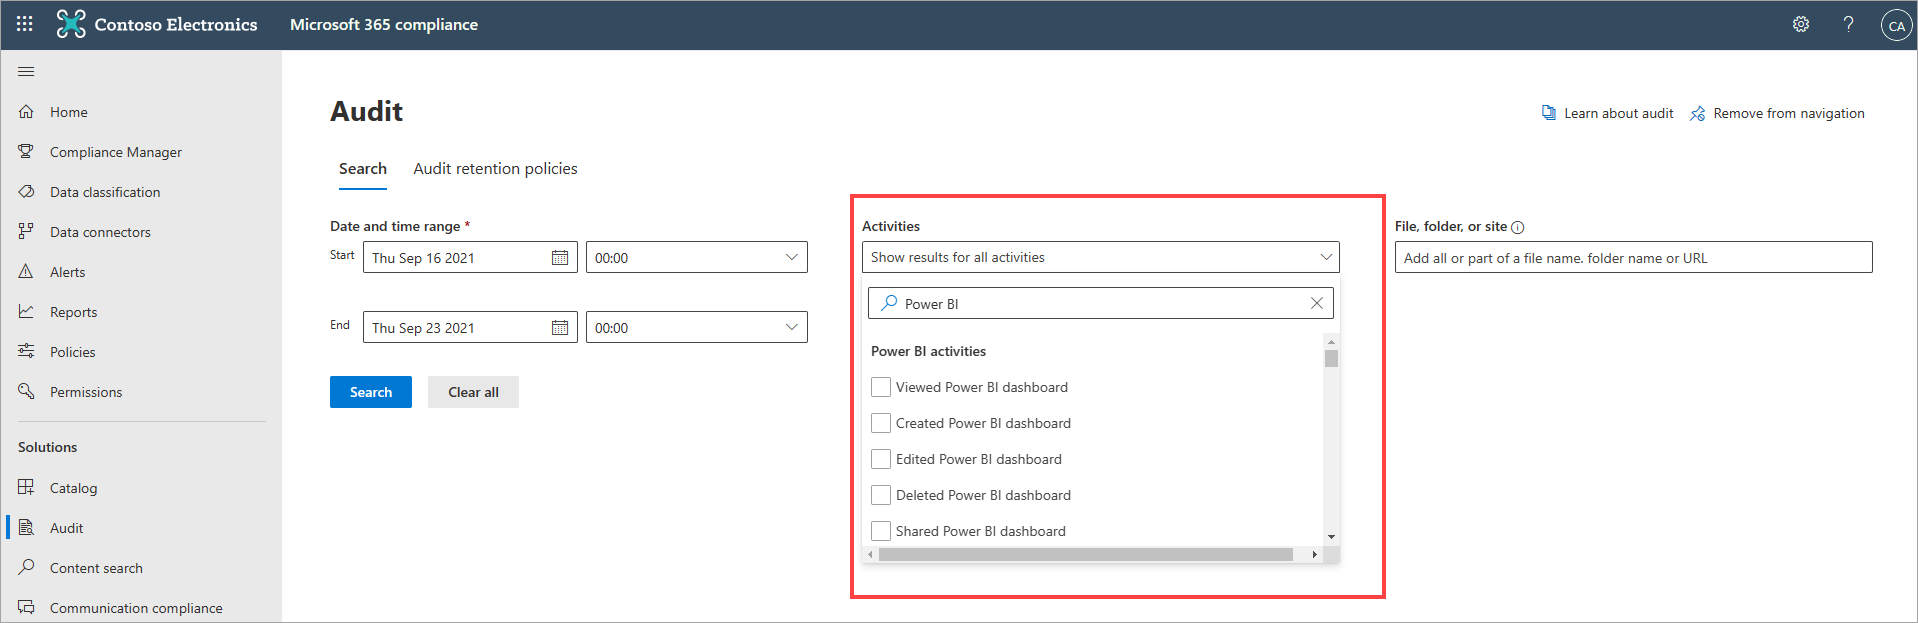 Contoso Electronics
Microsoft 365 compliance
CA
Home
Compliance Manager
Data classification
Data connectors
Alerts
Reports
Policies
Permissions
Solutions
Catalog
Audit
Content search
Communication compliance
Audit
Learn about audit
Remove from navigation
Search
Audit retention policies
Date and time range *
Start
Thu Sep 16 2021
00:00
End
Thu Sep 23 2021
00:00
Search
Clear all
Activities
Show results for all activities
Power BI
Power BI activities
Viewed Power BI dashboard
Created Power BI dashboard
Edited Power BI dashboard
Deleted Power BI dashboard
Shared Power BI dashboard
File, folder, or site
Add all or part of a file name. folder name or URL